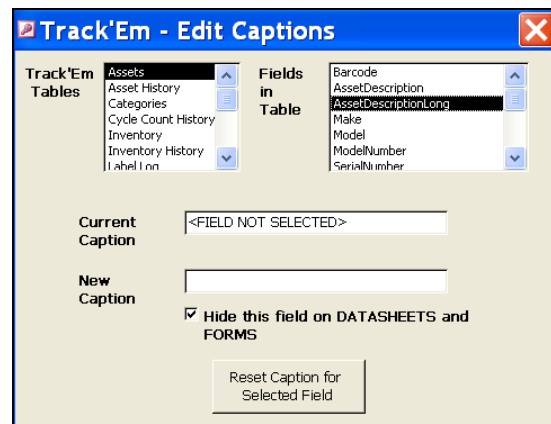 Track'Em - Edit Captions
Track'Em
Tables
Assets
Asset History
Categories
Cycle Count History
Inventory
Inventory History
Label Log
Fields
in
Table
Barcode
AssetDescription
AssetDescriptionLong
Make
Model
ModelNumber
SerialNumber
Current
Caption
<FIELD NOT SELECTED>
New
Caption
Hide this field on DATASHEETS and
FORMS
Reset Caption for
Selected Field